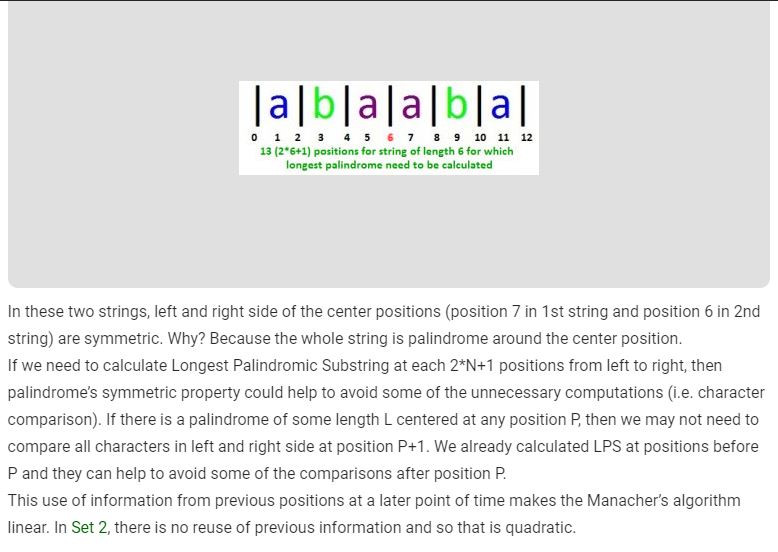 |a|b|a|a|b|a|
0 1 2 3 4 5 6 7 8 9 10 11 12
13 (2*6+1) positions for string of length 6 for which
longest palindrome need to be calculated
In these two strings, left and right side of the center positions (position 7 in 1st string and position 6 in 2nd
string) are symmetric. Why? Because the whole string is palindrome around the center position.
If we need to calculate Longest Palindromic Substring at each 2*N+1 positions from left to right, then
palindrome's symmetric property could help to avoid some of the unnecessary computations (i.e. character
comparison). If there is a palindrome of some length L centered at any position P, then we may not need to
compare all characters in left and right side at position P+1. We already calculated LPS at positions before
P and they can help to avoid some of the comparisons after position P.
This use of information from previous positions at a later point of time makes the Manacher's algorithm
linear. In Set 2, there is no reuse of previous information and so that is quadratic.